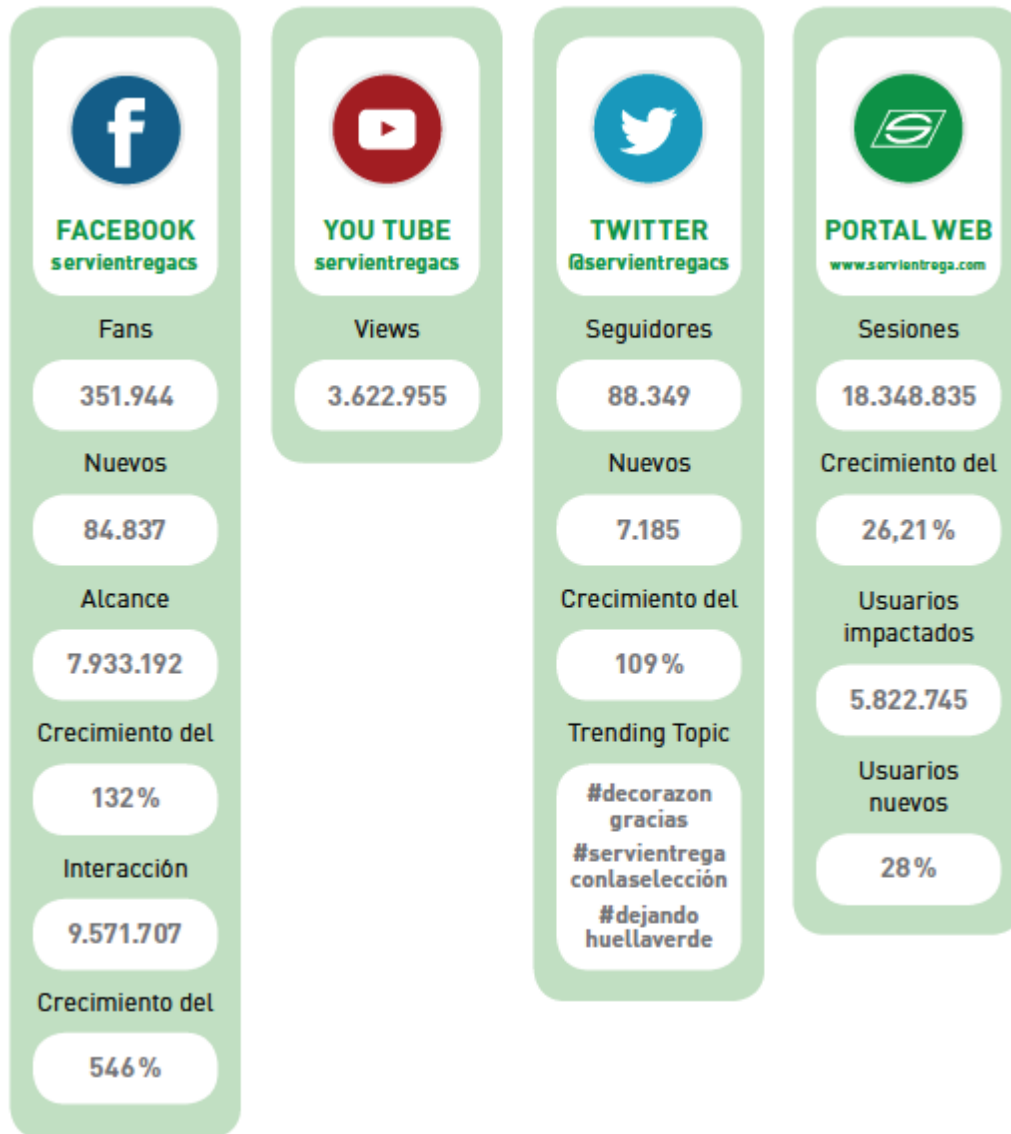 FACEBOOK
servientregacs
Fans
351.944
Nuevos
84.837
Alcance
7.933.192
Crecimiento del
132%
Interacción
9.571.707
Crecimiento del
546%
YOU TUBE
servientregacs
Views
3.622.955
TWITTER
@servientregacs
Seguidores
88.349
Nuevos
7.185
Crecimiento del
109%
Trending Topic
#decorazon
gracias
#servientrega
conlaselección
#dejando
huellaverde
PORTAL WEB
www.servientrega.com
Sesiones
18.348.835
Crecimiento del
26,21%
Usuarios
impactados
5.822.745
Usuarios
nuevos
28%